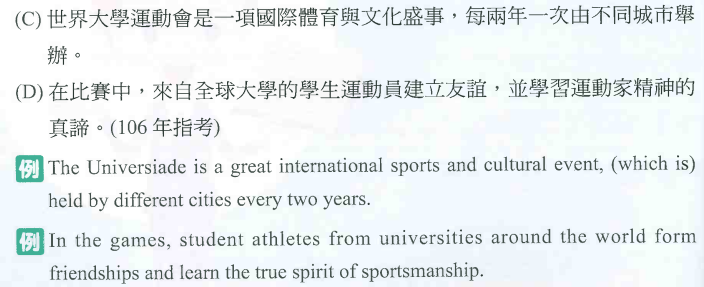 (C) 世界大學運動會是一項國際體育與文化盛事，每兩年一次由不同城市舉
辦。
(D) 在比賽中，來自全球大學的學生運動員建立友誼，並學習運動家精神的
真諦。(106 年指考)
例 The Universiade is a great international sports and cultural event, (which is)
held by different cities every two years.
例 In the games, student athletes from universities around the world form
friendships and learn the true spirit of sportsmanship.